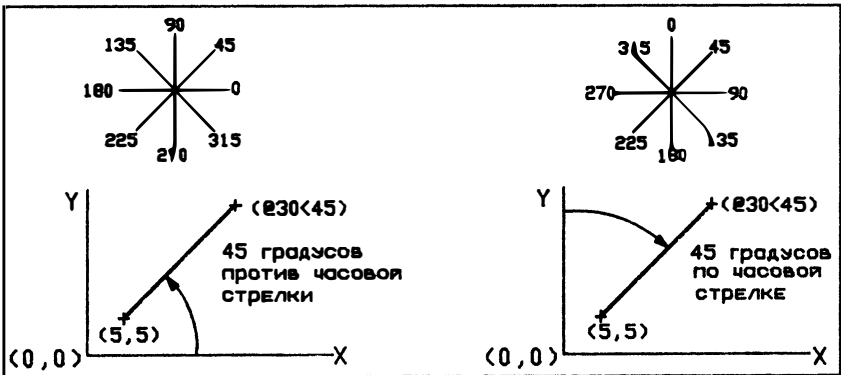 90
135 45
180 0
225 315
270
Y
(@30<45)
45 градусов
против часовой
стрелки
(5,5)
(0,0) X
0
315 45
270 90
225 135
180
Y
(@30<45)
45 градусов
по часовой
стрелке
(5,5)
(0,0) X